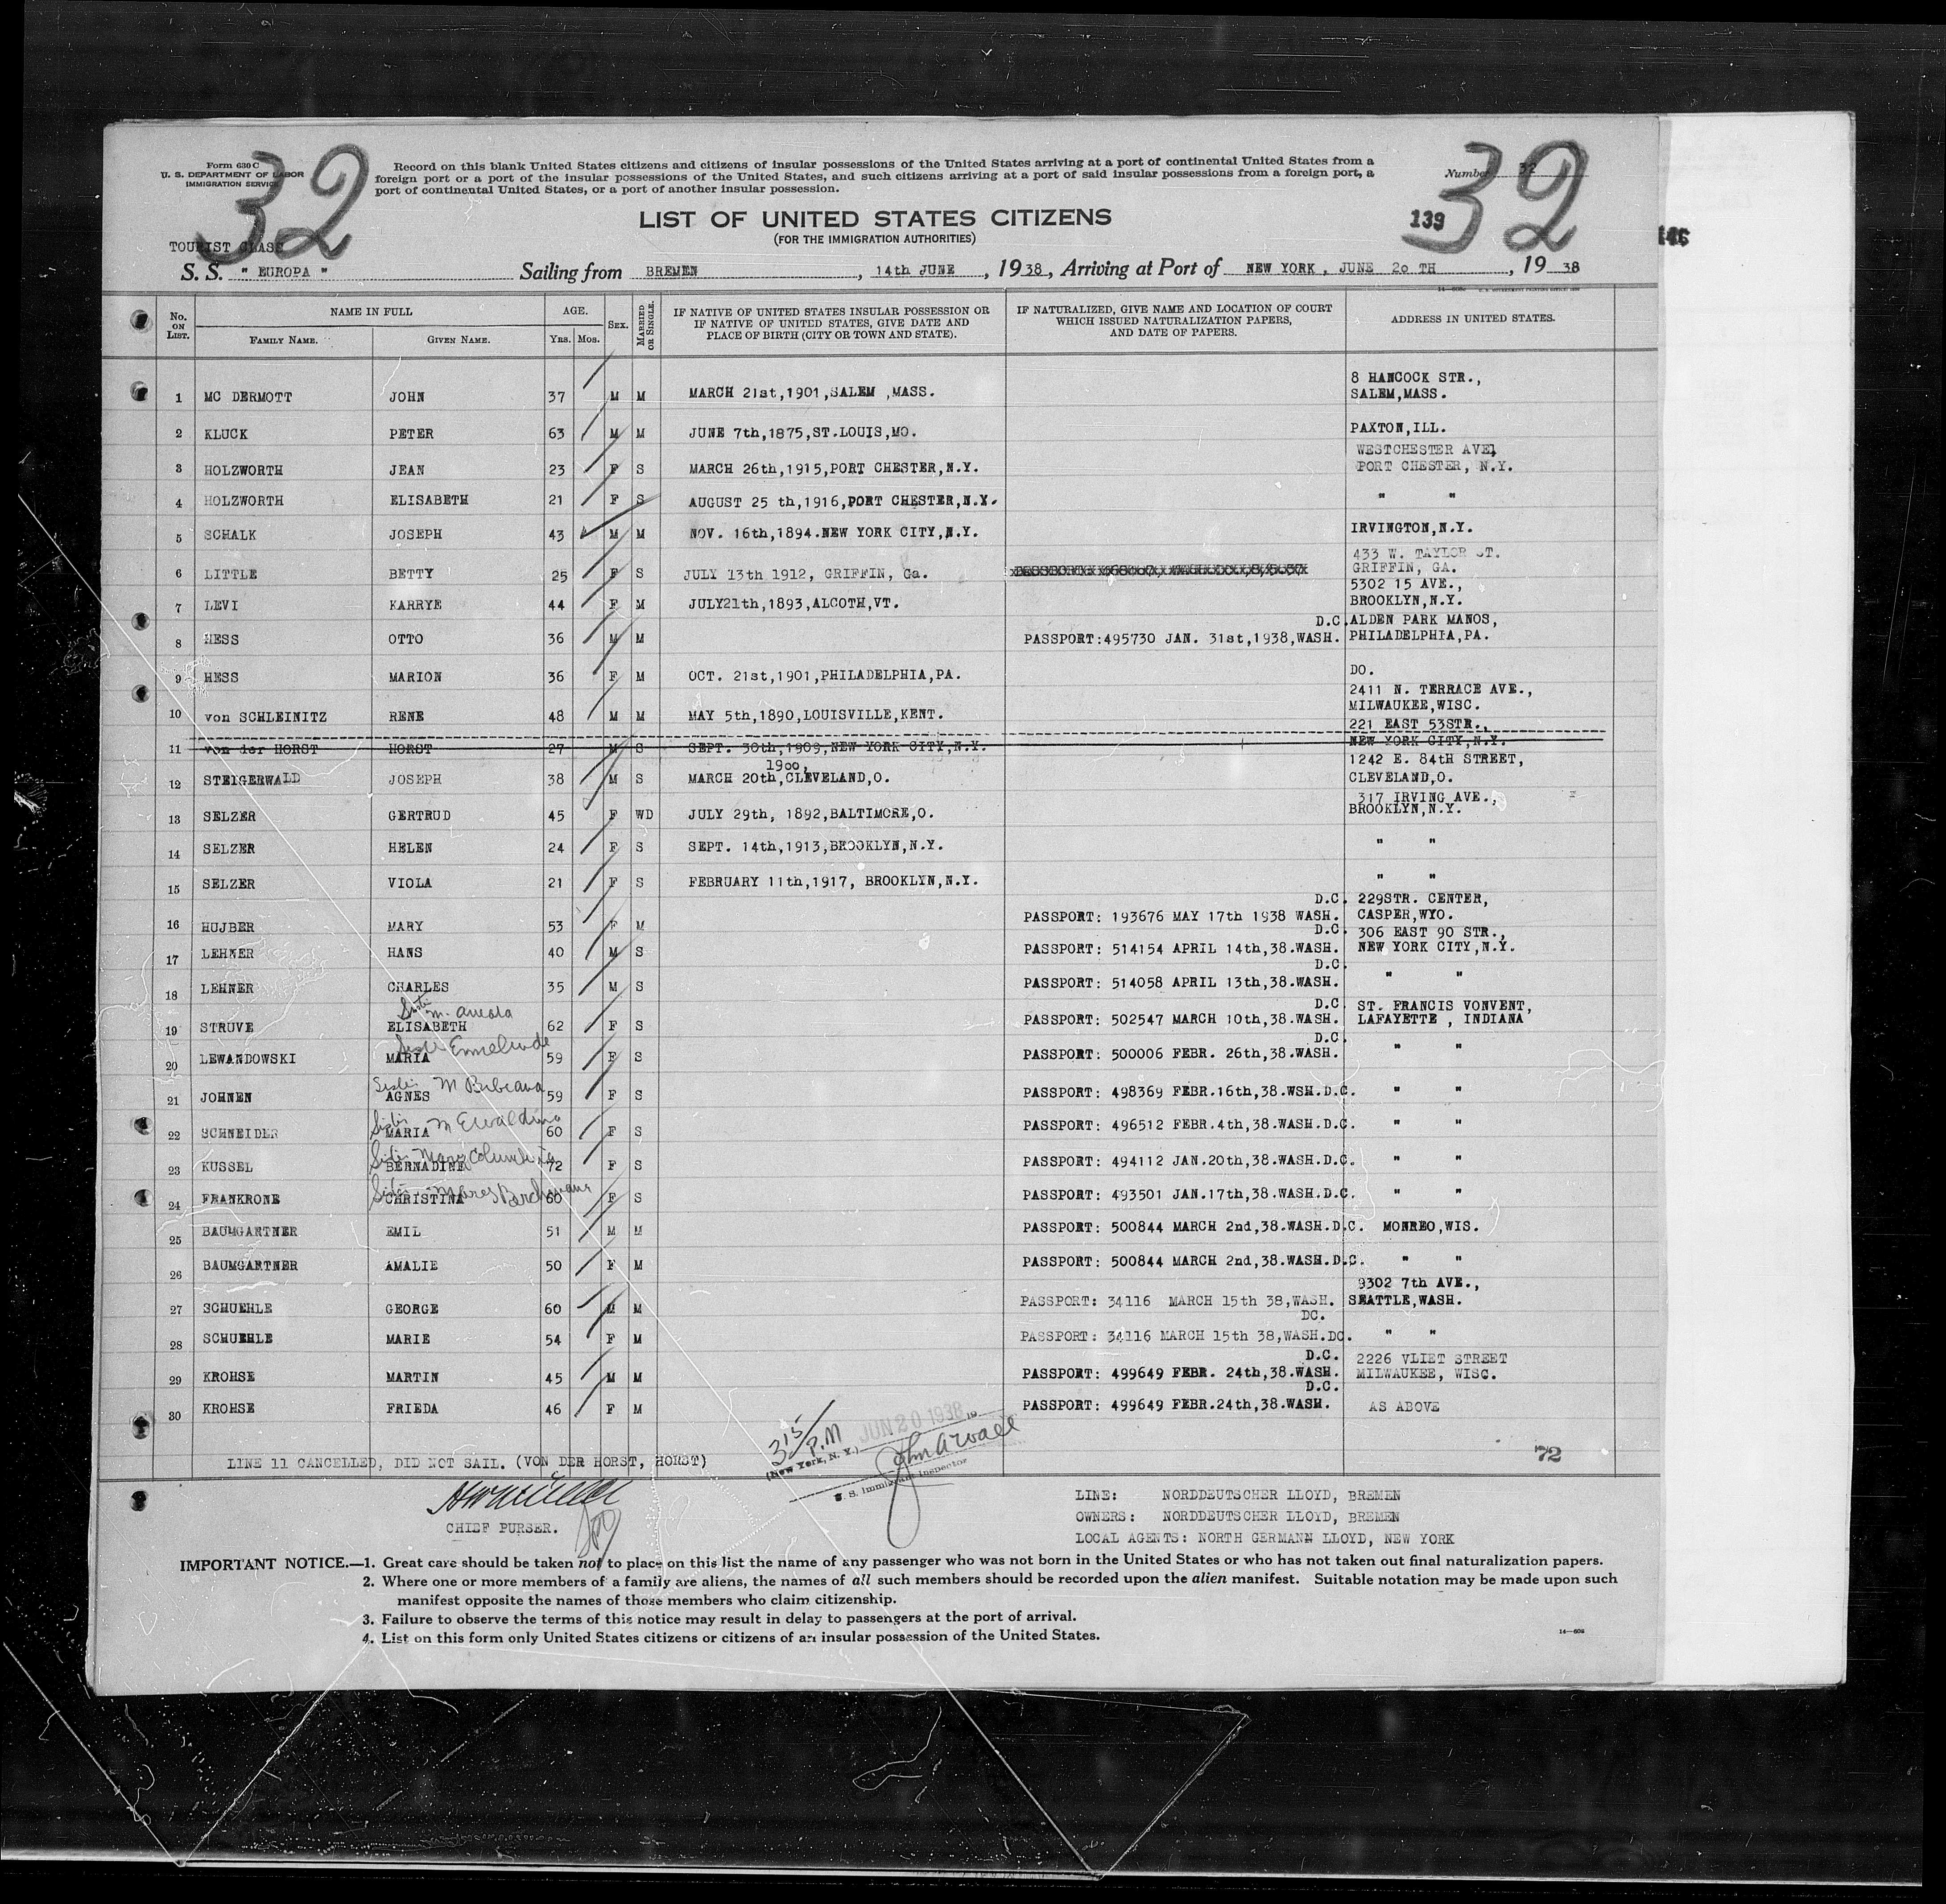 Form 630 C
U. S. DEPARTMENT OF LABOR
IMMIGRATION SERVICE
32
Record on this blank United States citizens and citizens of insular possessions of the United States arriving at a port of continental United States from a
foreign port or a port of the insular possessions of the United States, and such citizens arriving at a port of said insular possessions from a foreign port, a
port of continental United States, or a port of another insular possession.
Number 32
32
139
LIST OF UNITED STATES CITIZENS
(FOR THE IMMIGRATION AUTHORITIES)
TOURIST CLASS
S. S. " EUROPA " Sailing from BREMEN, 14th JUNE, 1938, Arriving at Port of NEW YORK, JUNE 20 TH, 1938
No. ON LIST. NAME IN FULL FAMILY NAME. GIVEN NAME. AGE. Yrs. Mos. SEX. MARRIED OR SINGLE. IF NATIVE OF UNITED STATES INSULAR POSSESSION OR IF NATIVE OF UNITED STATES, GIVE DATE AND PLACE OF BIRTH (CITY OR TOWN AND STATE). IF NATURALIZED, GIVE NAME AND LOCATION OF COURT WHICH ISSUED NATURALIZATION PAPERS, AND DATE OF PAPERS. ADDRESS IN UNITED STATES.
1 MC DERMOTT JOHN 37 M M MARCH 21st,1901,SALEM ,MASS. 8 HANCOCK STR., SALEM,MASS.
2 KLUCK PETER 63 M M JUNE 7th,1875,ST.LOUIS,MO. PAXTON,ILL.
3 HOLZWORTH JEAN 23 F S MARCH 26th,1915,PORT CHESTER,N.Y. WESTCHESTER AVE, PORT CHESTER, N.Y.
4 HOLZWORTH ELISABETH 21 F S AUGUST 25 th,1916,PORT CHESTER,N.Y. " "
5 SCHALK JOSEPH 43 M M NOV. 16th,1894.NEW YORK CITY,N.Y. IRVINGTON,N.Y.
6 LITTLE BETTY 25 F S JULY 13th 1912, GRIFFIN, Ga. 433 W. TAYLOR ST. GRIFFIN, GA.
7 LEVI KARRYE 44 F M JULY21th,1893,ALCOTH,VT. 5302 15 AVE., BROOKLYN,N.Y.
8 HESS OTTO 36 M M PASSPORT:495730 JAN. 31st,1938,WASH. D.C. ALDEN PARK MANOS, PHILADELPHIA,PA.
9 HESS MARION 36 F M OCT. 21st,1901,PHILADELPHIA,PA. DO.
10 von SCHLEINITZ RENE 48 M M MAY 5th,1890,LOUISVILLE,KENT. 2411 N. TERRACE AVE., MILWAUKEE,WISC.
11 von der HORST HORST 27 M S SEPT. 30th,1909,NEW YORK CITY,N.Y. 221 EAST 53STR., NEW YORK CITY,N.Y.
12 STEIGERWALD JOSEPH 38 M S MARCH 20th, 1900, CLEVELAND,O. 1242 E. 84TH STREET, CLEVELAND,O.
13 SELZER GERTRUD 45 F WD JULY 29th, 1892,BALTIMORE,O. 317 IRVING AVE., BROOKLYN,N.Y.
14 SELZER HELEN 24 F S SEPT. 14th,1913,BROOKLYN,N.Y. " "
15 SELZER VIOLA 21 F S FEBRUARY 11th,1917, BROOKLYN,N.Y. " "
16 HUJBER MARY 53 F M PASSPORT: 193676 MAY 17th 1938 WASH. D.C. 229STR. CENTER, CASPER,WYO.
17 LEHNER HANS 40 M S PASSPORT: 514154 APRIL 14th,38.WASH. D.C. 306 EAST 90 STR., NEW YORK CITY,N.Y.
18 LEHNER CHARLES 35 M S PASSPORT: 514058 APRIL 13th,38.WASH. D.C. " "
19 STRUVE ELISABETH 62 F S PASSPORT: 502547 MARCH 10th,38.WASH. D.C. ST. FRANCIS VONVENT, LAFAYETTE , INDIANA
20 LEWANDOWSKI MARIA 59 F S PASSPORT: 500006 FEBR. 26th,38.WASH. D.C. " "
21 JOHNEN Sister M Bibeana AGNES 59 F S PASSPORT: 498369 FEBR.16th,38.WSH.D.C. " "
22 SCHNEIDER Sister M Ewaldina MARIA 60 F S PASSPORT: 496512 FEBR.4th,38.WASH.D.C. " "
23 KUSSEL Sister Mary Columba BERNADINE 72 F S PASSPORT: 494112 JAN.20th,38.WASH.D.C. " "
24 FRANKRONE Sister CHRISTINA 60 F S PASSPORT: 493501 JAN.17th,38.WASH.D.C. " "
25 BAUMGARTNER EMIL 51 M M PASSPORT: 500844 MARCH 2nd,38.WASH.D.C. MONREO,WIS.
26 BAUMGARTNER AMALIE 50 F M PASSPORT: 500844 MARCH 2nd,38.WASH.D.C. " "
27 SCHUEHLE GEORGE 60 M M PASSPORT: 34116 MARCH 15th 38,WASH. DC. 9302 7th AVE., SEATTLE,WASH.
28 SCHUEHLE MARIE 54 F M PASSPORT: 34116 MARCH 15th 38,WASH.DC. " "
29 KROHSE MARTIN 45 M M PASSPORT: 499649 FEBR. 24th,38.WASH. D.C. 2226 VLIET STREET MILWAUKEE, WISC.
30 KROHSE FRIEDA 46 F M PASSPORT: 499649 FEBR.24th,38.WASH. D.C. AS ABOVE
315 P.M JUN 20 1938
(New York, N. Y.)
U. S. Immigrant Inspector
72
LINE 11 CANCELLED, DID NOT SAIL. (VON DER HORST, HORST)
CHIEF PURSER.
LINE: NORDDEUTSCHER LLOYD, BREMEN
OWNERS: NORDDEUTSCHER LLOYD, BREMEN
LOCAL AGENTS: NORTH GERMANN LLOYD, NEW YORK
IMPORTANT NOTICE.—1. Great care should be taken not to place on this list the name of any passenger who was not born in the United States or who has not taken out final naturalization papers.
2. Where one or more members of a family are aliens, the names of all such members should be recorded upon the alien manifest. Suitable notation may be made upon such
manifest opposite the names of those members who claim citizenship.
3. Failure to observe the terms of this notice may result in delay to passengers at the port of arrival.
4. List on this form only United States citizens or citizens of an insular possession of the United States.
14—608